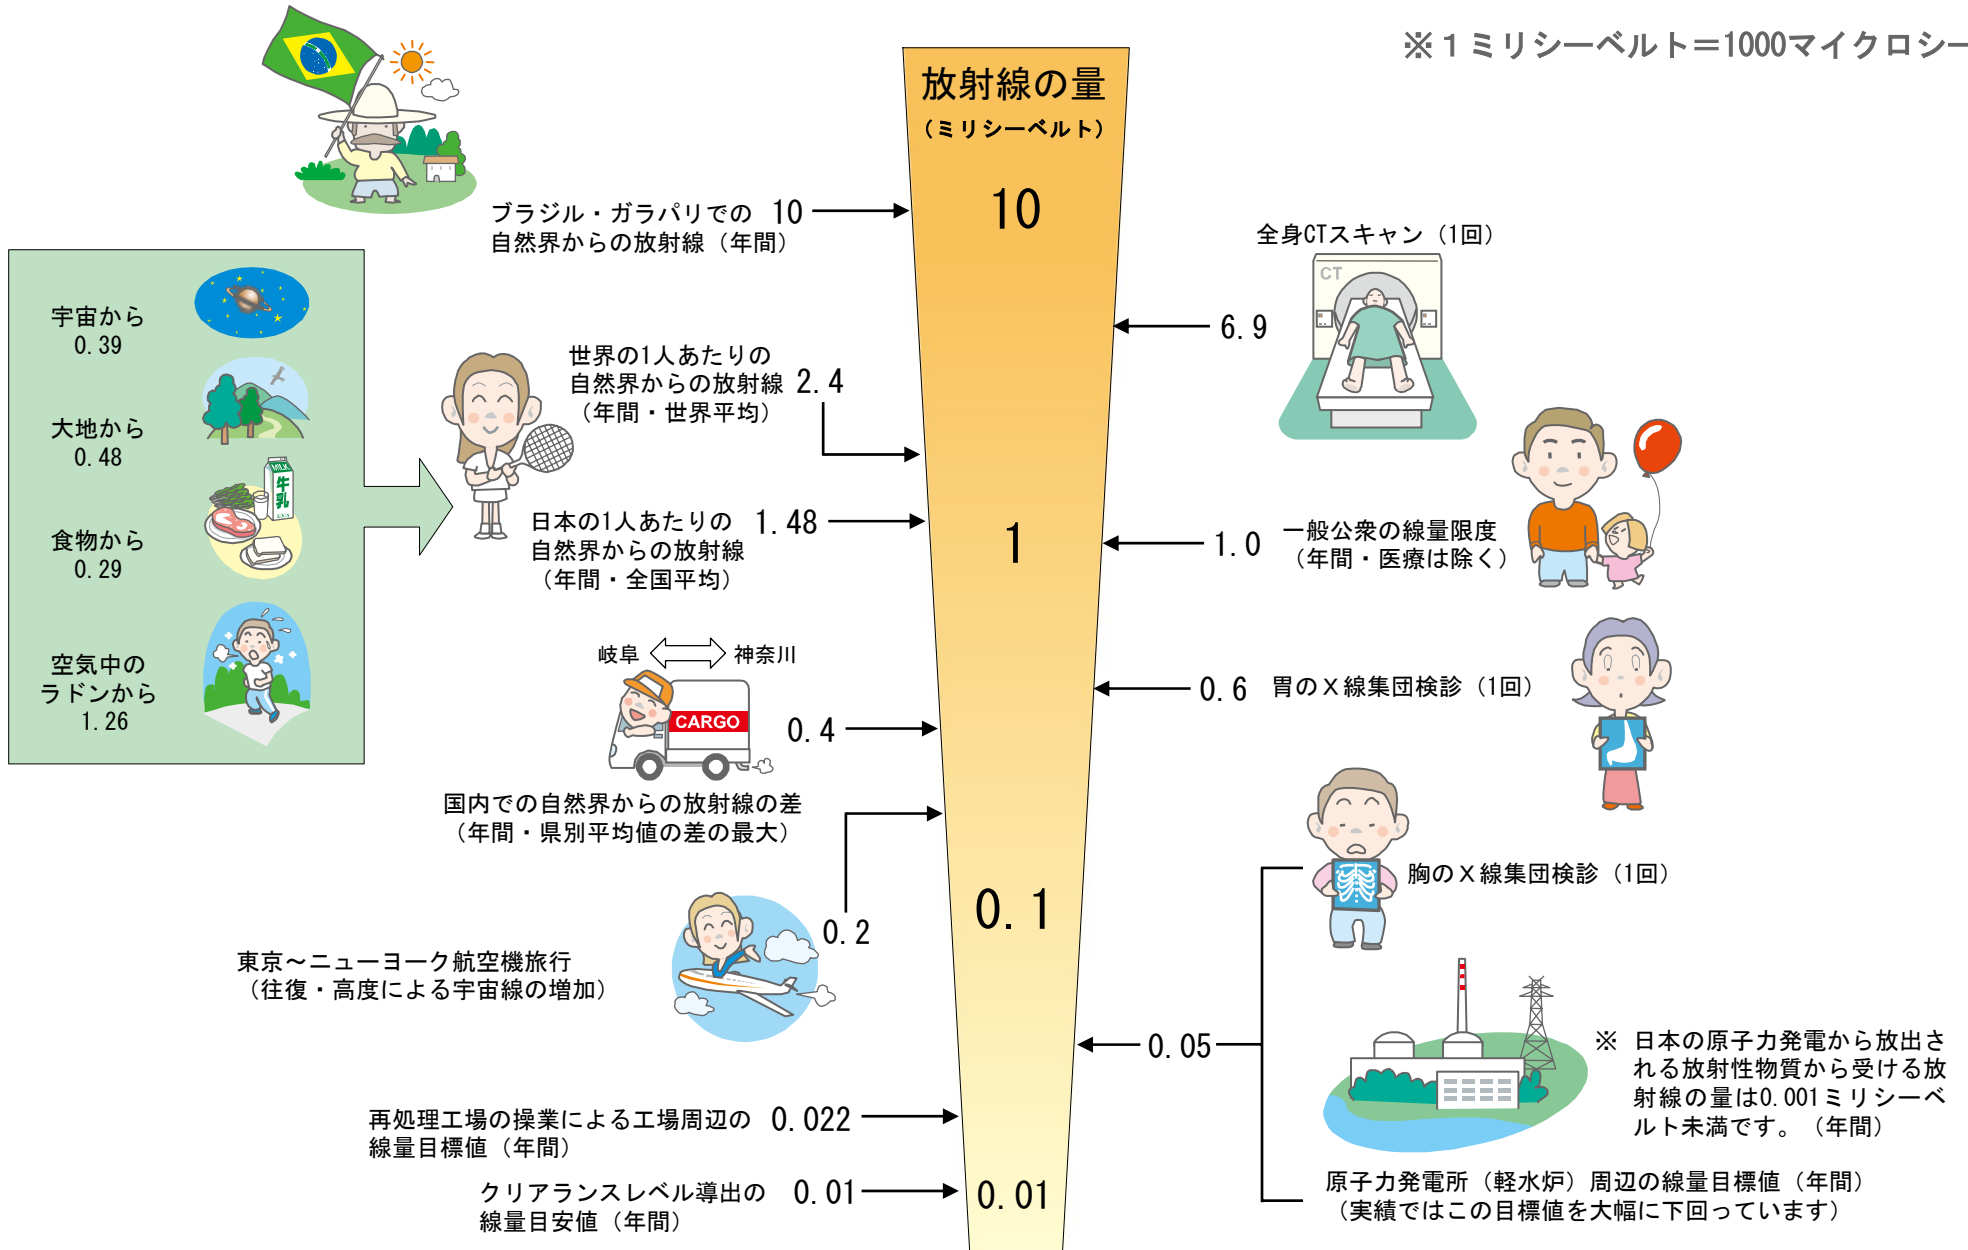 ※１ミリシーベルト＝1000マイクロシー
放射線の量
（ミリシーベルト）
10
1
0.1
0.01
ブラジル・ガラパリでの 10
自然界からの放射線（年間）
宇宙から
0.39
大地から
0.48
MILK
牛乳
食物から
0.29
空気中の
ラドンから
1.26
世界の1人あたりの
自然界からの放射線 2.4
（年間・世界平均）
日本の1人あたりの 1.48
自然界からの放射線
（年間・全国平均）
岐阜 神奈川
CARGO
0.4
国内での自然界からの放射線の差
（年間・県別平均値の差の最大）
0.2
東京～ニューヨーク航空機旅行
（往復・高度による宇宙線の増加）
再処理工場の操業による工場周辺の 0.022
線量目標値（年間）
クリアランスレベル導出の 0.01
線量目安値（年間）
全身CTスキャン（1回）
CT
6.9
1.0 一般公衆の線量限度
（年間・医療は除く）
0.6 胃のＸ線集団検診（1回）
胸のＸ線集団検診（1回）
0.05
※ 日本の原子力発電から放出さ
れる放射性物質から受ける放
射線の量は0.001ミリシーベ
ルト未満です。（年間）
原子力発電所（軽水炉）周辺の線量目標値（年間）
（実績ではこの目標値を大幅に下回っています）